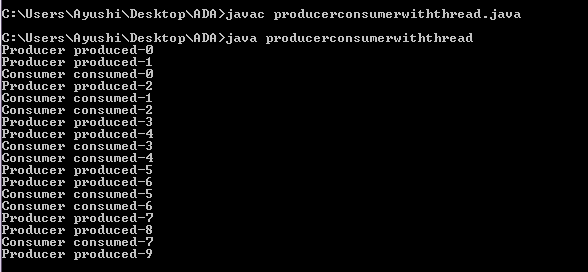 C:\Users\Ayushi\Desktop\ADA>javac producerconsumerwiththread.java
C:\Users\Ayushi\Desktop\ADA>java producerconsumerwiththread
Producer produced-0
Producer produced-1
Consumer consumed-0
Producer produced-2
Consumer consumed-1
Consumer consumed-2
Producer produced-3
Producer produced-4
Consumer consumed-3
Consumer consumed-4
Producer produced-5
Producer produced-6
Consumer consumed-5
Consumer consumed-6
Producer produced-7
Producer produced-8
Consumer consumed-7
Producer produced-9